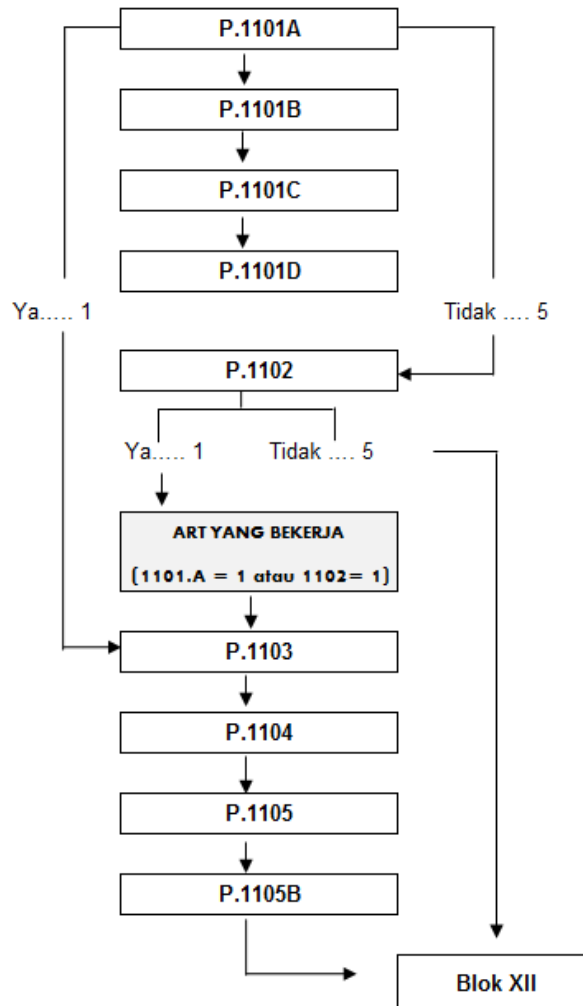 P.1101A
P.1101B
P.1101C
P.1101D
Ya..... 1
Tidak .... 5
P.1102
Ya..... 1
Tidak .... 5
ART YANG BEKERJA
(1101.A = 1 atau 1102= 1)
P.1103
P.1104
P.1105
P.1105B
Blok XII